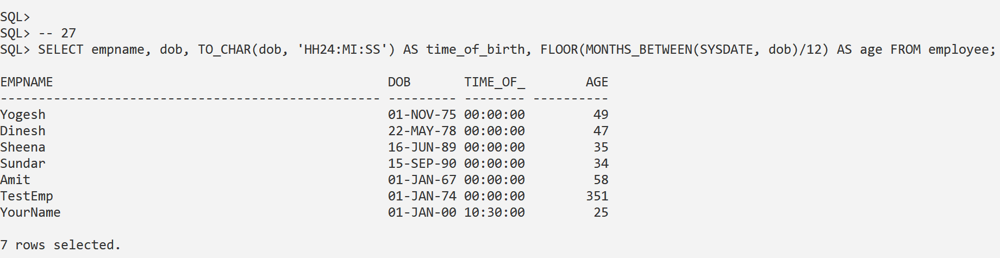 SQL>
SQL> -- 27
SQL> SELECT empname, dob, TO_CHAR(dob, 'HH24:MI:SS') AS time_of_birth, FLOOR(MONTHS_BETWEEN(SYSDATE, dob)/12) AS age FROM employee;
EMPNAME                                            DOB       TIME_OF_        AGE
-------------------------------------------------- --------- -------- ----------
Yogesh                                             01-NOV-75 00:00:00         49
Dinesh                                             22-MAY-78 00:00:00         47
Sheena                                             16-JUN-89 00:00:00         35
Sundar                                             15-SEP-90 00:00:00         34
Amit                                               01-JAN-67 00:00:00         58
TestEmp                                            01-JAN-74 00:00:00        351
YourName                                           01-JAN-00 10:30:00         25
7 rows selected.